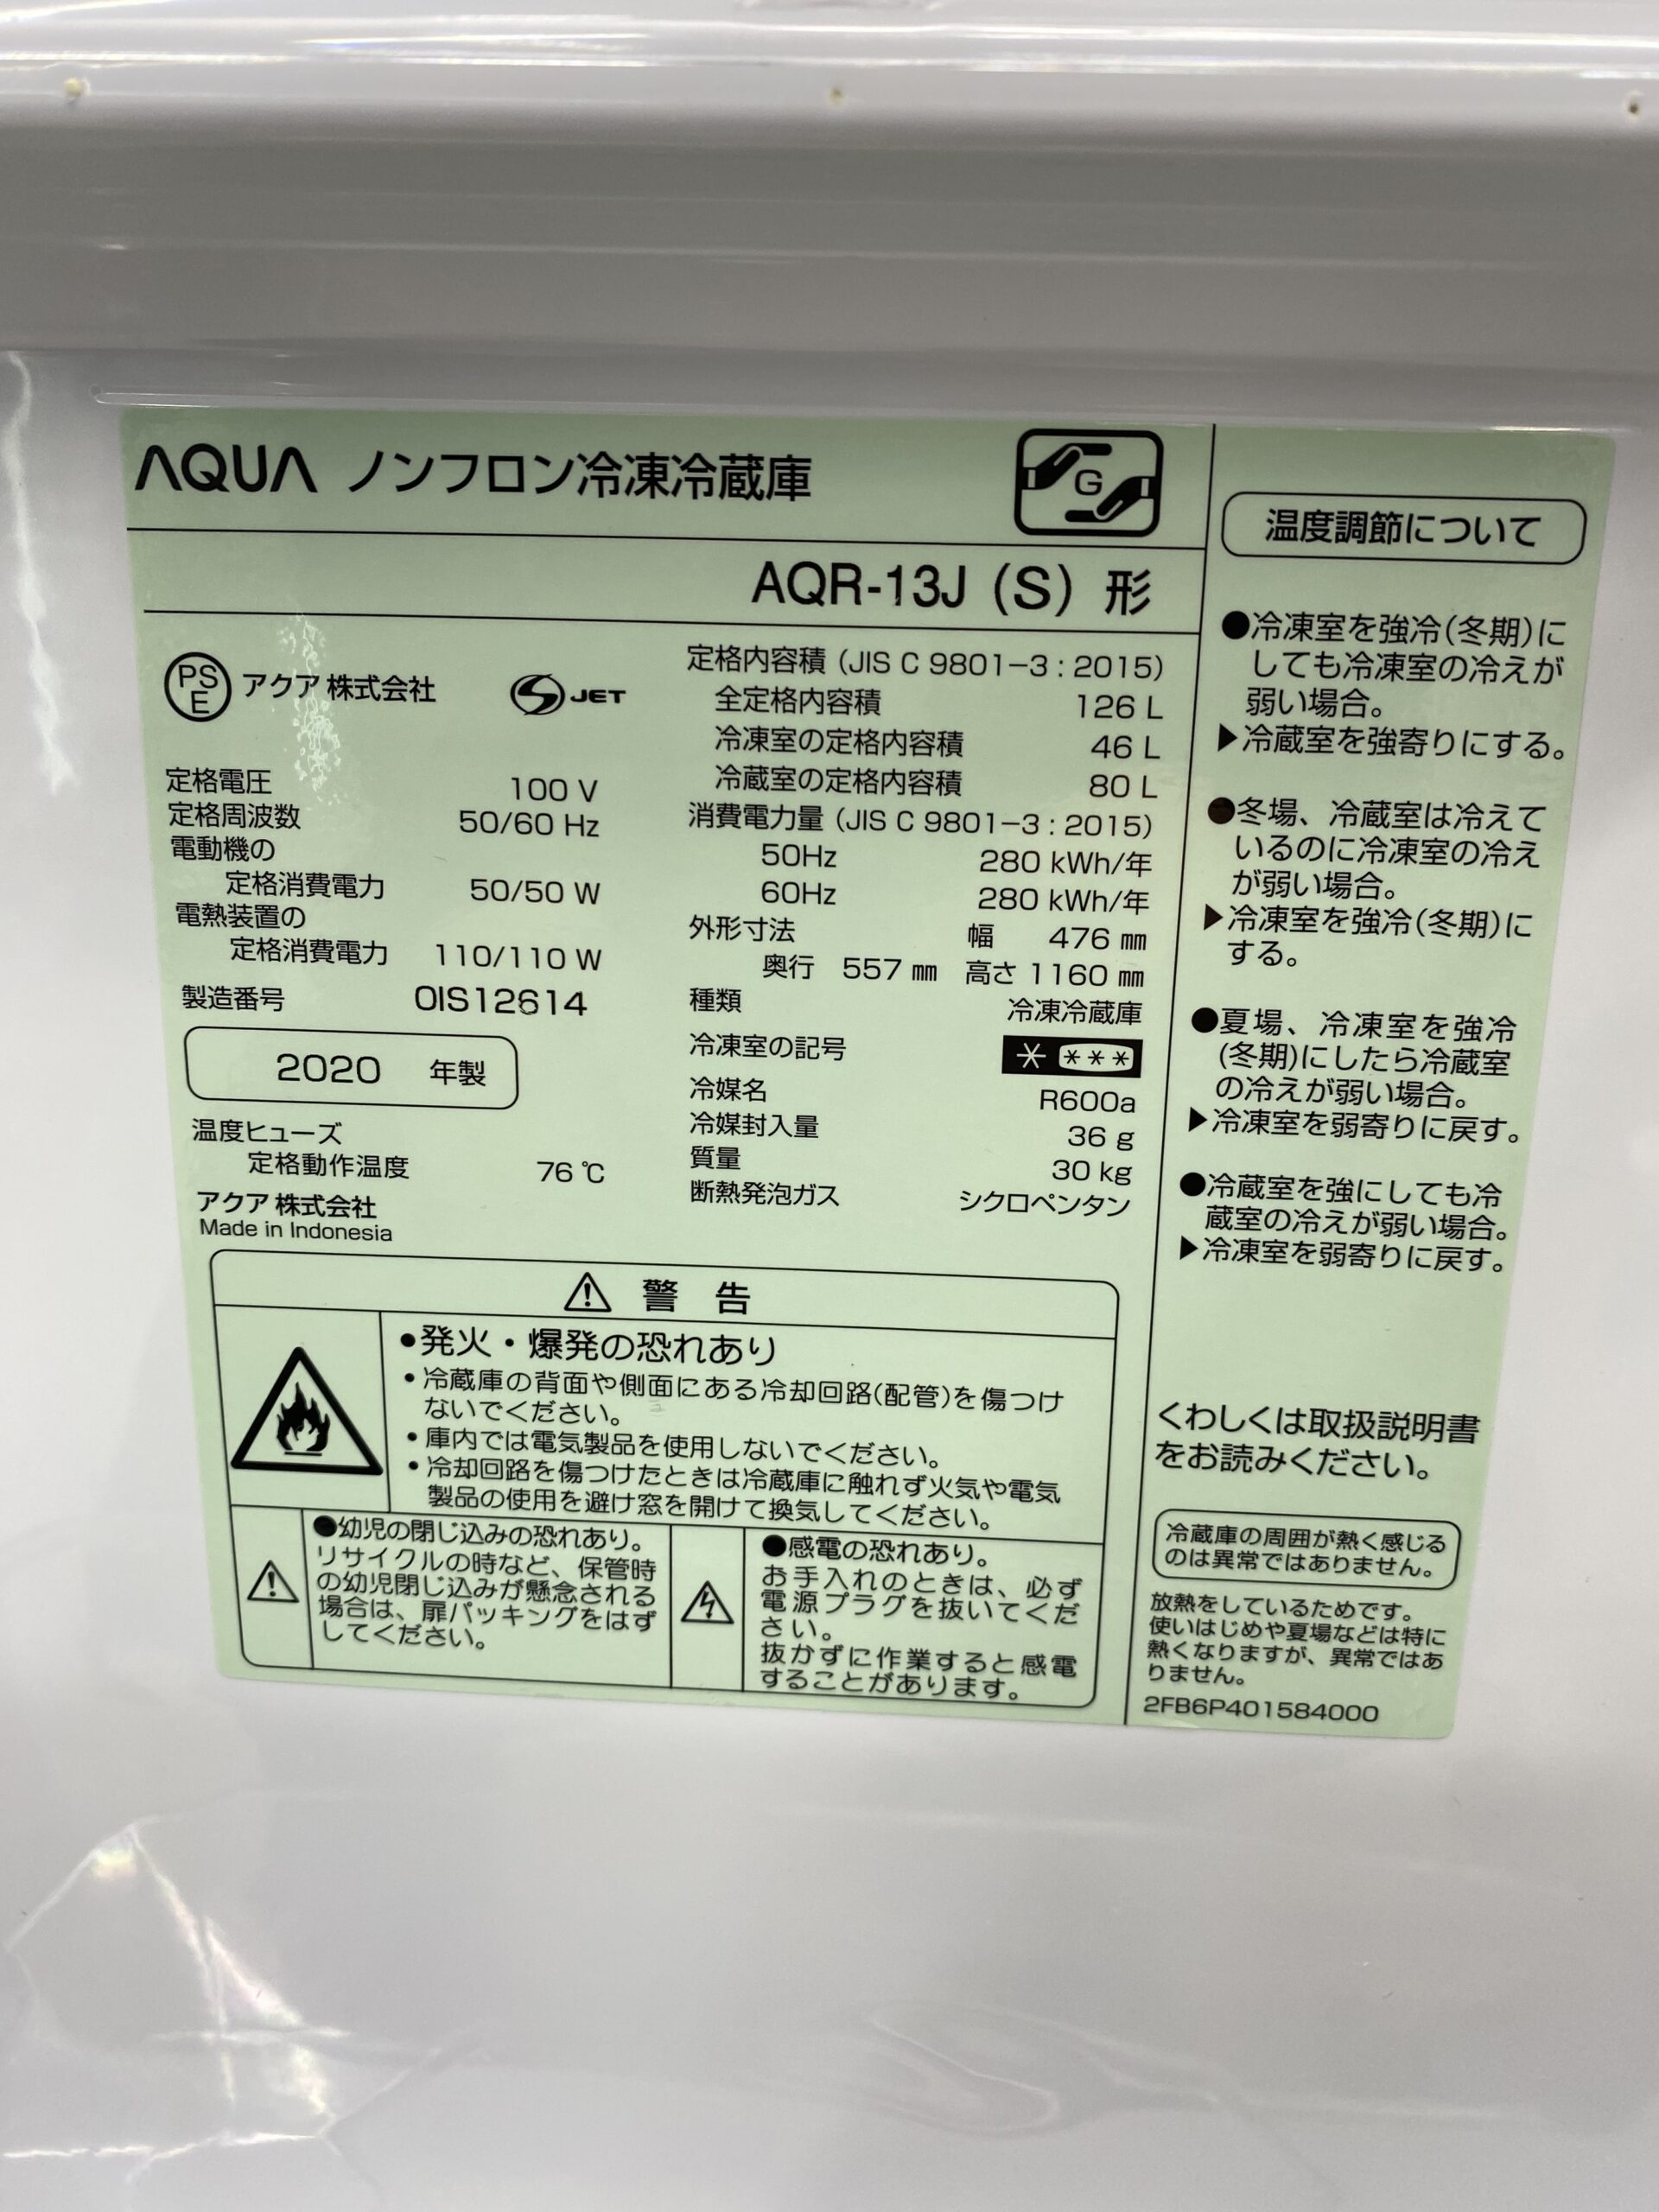 AQUA ノンフロン冷凍冷蔵庫
G
AQR-13J (S) 形
PS
E
アクア 株式会社
S JET
定格電圧 100 V
定格周波数 50/60 Hz
電動機の
定格消費電力 50/50 W
電熱装置の
定格消費電力 110/110 W
製造番号 OIS12614
2020 年製
温度ヒューズ
定格動作温度 76 ℃
アクア 株式会社
Made in Indonesia
定格内容積 (JIS C 9801−3 : 2015)
全定格内容積 126 L
冷凍室の定格内容積 46 L
冷蔵室の定格内容積 80 L
消費電力量 (JIS C 9801−3 : 2015)
50Hz 280 kWh/年
60Hz 280 kWh/年
外形寸法 幅 476 ㎜
奥行 557 ㎜ 高さ 1160 ㎜
種類 冷凍冷蔵庫
冷凍室の記号 * ***
冷媒名 R600a
冷媒封入量 36 g
質量 30 kg
断熱発泡ガス シクロペンタン
⚠ 警 告
●発火・爆発の恐れあり
・冷蔵庫の背面や側面にある冷却回路(配管)を傷つけ
ないでください。
・庫内では電気製品を使用しないでください。
・冷却回路を傷つけたときは冷蔵庫に触れず火気や電気
製品の使用を避け窓を開けて換気してください。
●幼児の閉じ込みの恐れあり。
リサイクルの時など、保管時
の幼児閉じ込みが懸念される
場合は、扉パッキングをはず
してください。
●感電の恐れあり。
お手入れのときは、必ず
電源プラグを抜いてくだ
さい。
抜かずに作業すると感電
することがあります。
温度調節について
●冷凍室を強冷(冬期)に
しても冷凍室の冷えが
弱い場合。
▶冷蔵室を強寄りにする。
●冬場、冷蔵室は冷えて
いるのに冷凍室の冷え
が弱い場合。
▶冷凍室を強冷(冬期)に
する。
●夏場、冷凍室を強冷
(冬期)にしたら冷蔵室
の冷えが弱い場合。
▶冷凍室を弱寄りに戻す。
●冷蔵室を強にしても冷
蔵室の冷えが弱い場合。
▶冷凍室を弱寄りに戻す。
くわしくは取扱説明書
をお読みください。
冷蔵庫の周囲が熱く感じる
のは異常ではありません。
放熱をしているためです。
使いはじめや夏場などは特に
熱くなりますが、異常ではあ
りません。
2FB6P401584000